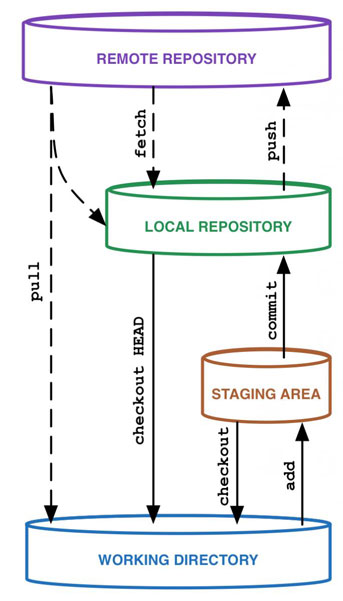 REMOTE REPOSITORY
fetch
push
LOCAL REPOSITORY
pull
commit
checkout HEAD
STAGING AREA
checkout
add
WORKING DIRECTORY